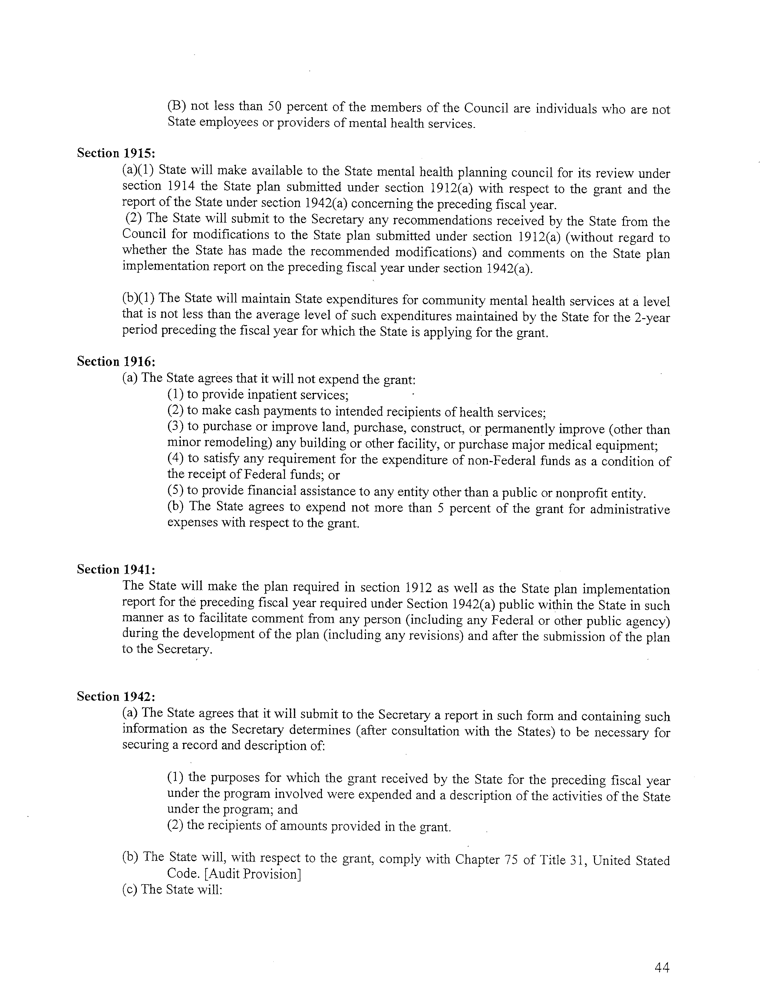 (B) not less than 50 percent of the members of the Council are individuals who are not
State employees or providers of mental health services.
Section 1915:
(a)(1) State will make available to the State mental health planning council for its review under
section 1914 the State plan submitted under section 1912(a) with respect to the grant and the
report of the State under section 1942(a) concerning the preceding fiscal year.
(2) The State will submit to the Secretary any recommendations received by the State from the
Council for modifications to the State plan submitted under section 1912(a) (without regard to
whether the State has made the recommended modifications) and comments on the State plan
implementation report on the preceding fiscal year under section 1942(a).
(b)(1) The State will maintain State expenditures for community mental health services at a level
that is not less than the average level of such expenditures maintained by the State for the 2-year
period preceding the fiscal year for which the State is applying for the grant.
Section 1916:
(a) The State agrees that it will not expend the grant:
(1) to provide inpatient services;
(2) to make cash payments to intended recipients of health services;
(3) to purchase or improve land, purchase, construct, or permanently improve (other than
minor remodeling) any building or other facility, or purchase major medical equipment;
(4) to satisfy any requirement for the expenditure of non-Federal funds as a condition of
the receipt of Federal funds; or
(5) to provide financial assistance to any entity other than a public or nonprofit entity.
(b) The State agrees to expend not more than 5 percent of the grant for administrative
expenses with respect to the grant.
Section 1941:
The State will make the plan required in section 1912 as well as the State plan implementation
report for the preceding fiscal year required under Section 1942(a) public within the State in such
manner as to facilitate comment from any person (including any Federal or other public agency)
during the development of the plan (including any revisions) and after the submission of the plan
to the Secretary.
Section 1942:
(a) The State agrees that it will submit to the Secretary a report in such form and containing such
information as the Secretary determines (after consultation with the States) to be necessary for
securing a record and description of:
(1) the purposes for which the grant received by the State for the preceding fiscal year
under the program involved were expended and a description of the activities of the State
under the program; and
(2) the recipients of amounts provided in the grant.
(b) The State will, with respect to the grant, comply with Chapter 75 of Title 31, United Stated
Code. [Audit Provision]
(c) The State will:
44